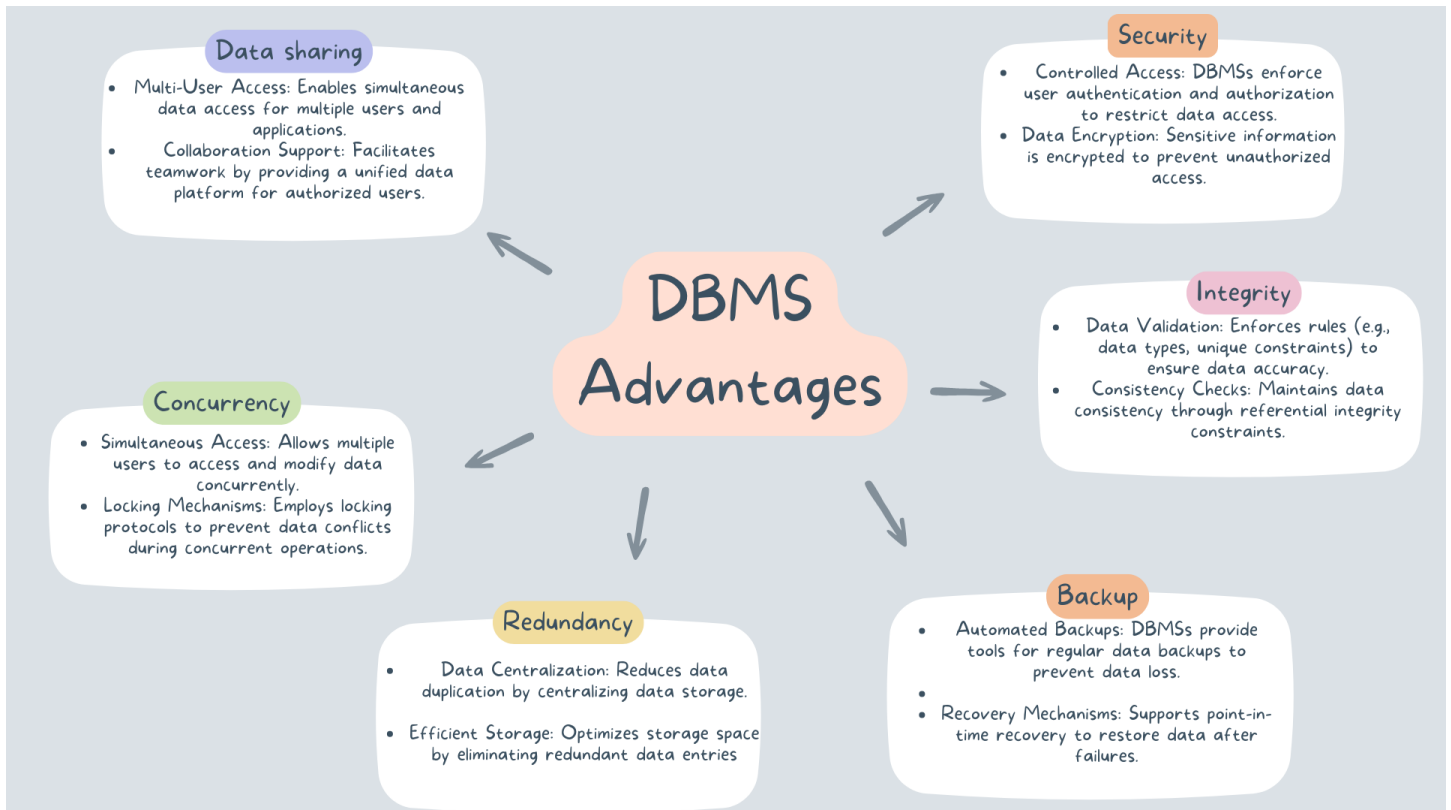 DBMS
Advantages
Data sharing
• Multi-User Access: Enables simultaneous
data access for multiple users and
applications.
• Collaboration Support: Facilitates
teamwork by providing a unified data
platform for authorized users.
Security
• Controlled Access: DBMSs enforce
user authentication and authorization
to restrict data access.
• Data Encryption: Sensitive information
is encrypted to prevent unauthorized
access.
Integrity
• Data Validation: Enforces rules (e.g.,
data types, unique constraints) to
ensure data accuracy.
• Consistency Checks: Maintains data
consistency through referential integrity
constraints.
Concurrency
• Simultaneous Access: Allows multiple
users to access and modify data
concurrently.
• Locking Mechanisms: Employs locking
protocols to prevent data conflicts
during concurrent operations.
Redundancy
• Data Centralization: Reduces data
duplication by centralizing data storage.
• Efficient Storage: Optimizes storage space
by eliminating redundant data entries
Backup
• Automated Backups: DBMSs provide
tools for regular data backups to
prevent data loss.
•
• Recovery Mechanisms: Supports point-in-
time recovery to restore data after
failures.